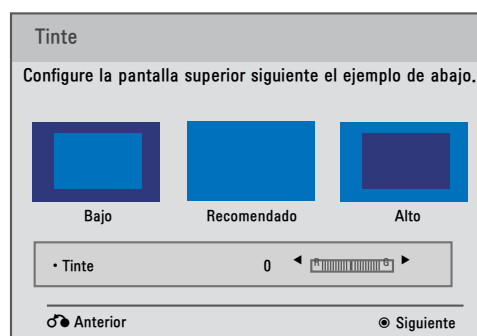 Tinte
Configure la pantalla superior siguiente el ejemplo de abajo.
Bajo Recomendado Alto
• Tinte 0 ◄ R G ►
Anterior ◉ Siguiente